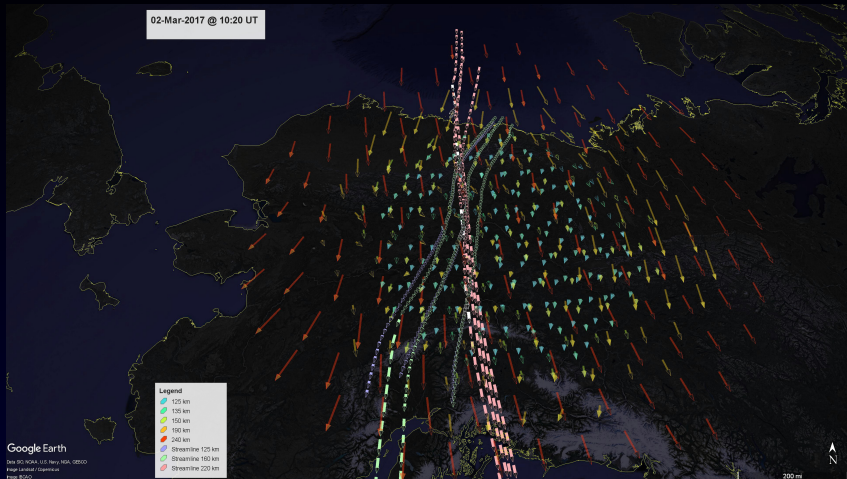 02-Mar-2017 @ 10:20 UT
Legend
125 km
135 km
150 km
190 km
240 km
Streamline 125 km
Streamline 160 km
Streamline 220 km
Google Earth
Data SIO, NOAA, U.S. Navy, NGA, GEBCO
Image Landsat / Copernicus
Image IBCAO
N
200 mi